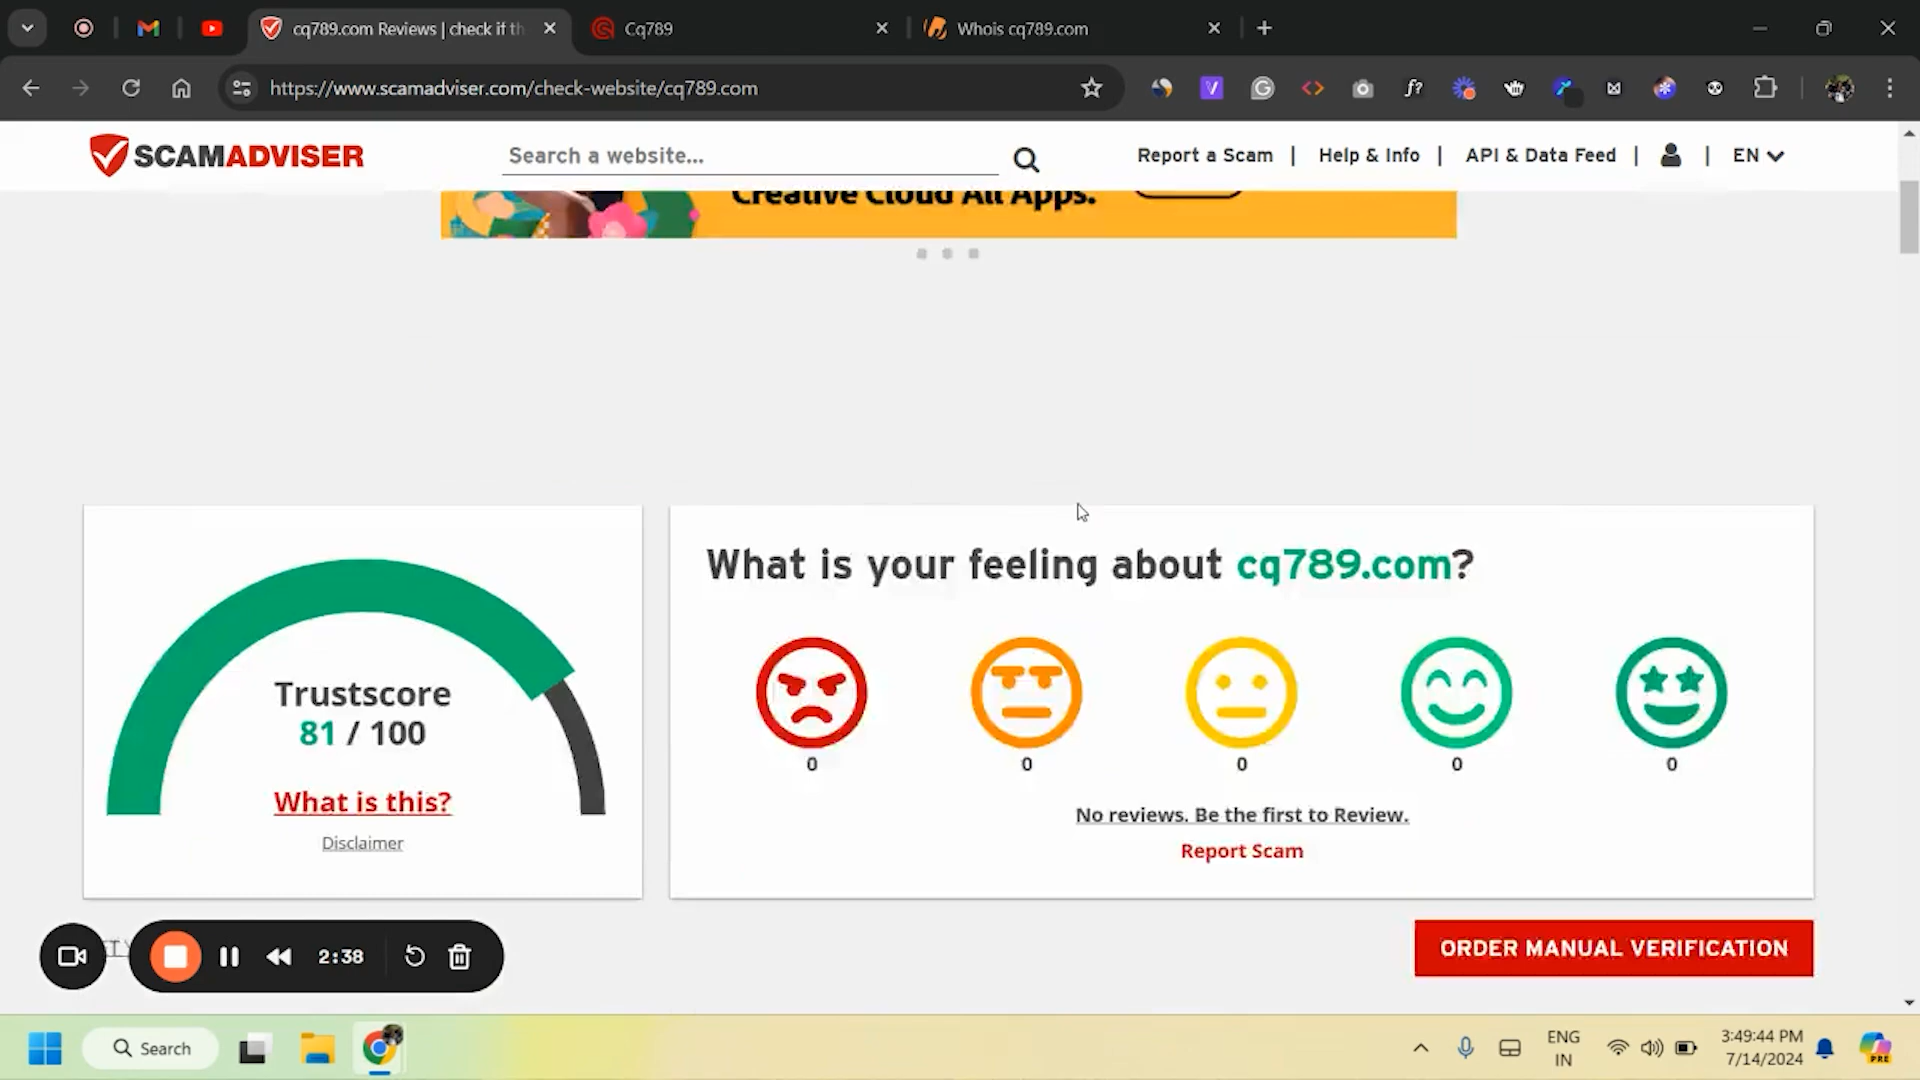 cq789.com Reviews | check if th
Cq789
Whois cq789.com
https://www.scamadviser.com/check-website/cq789.com
SCAMADVISER
Search a website...
Report a Scam |
Help & Info |
API & Data Feed |
|
EN
Creative Cloud All Apps.
Trustscore
81 / 100
What is this?
Disclaimer
What is your feeling about cq789.com?
0
0
0
0
0
No reviews. Be the first to Review.
Report Scam
2:38
ORDER MANUAL VERIFICATION
Search
ENG
IN
3:49:44 PM
7/14/2024
PRE